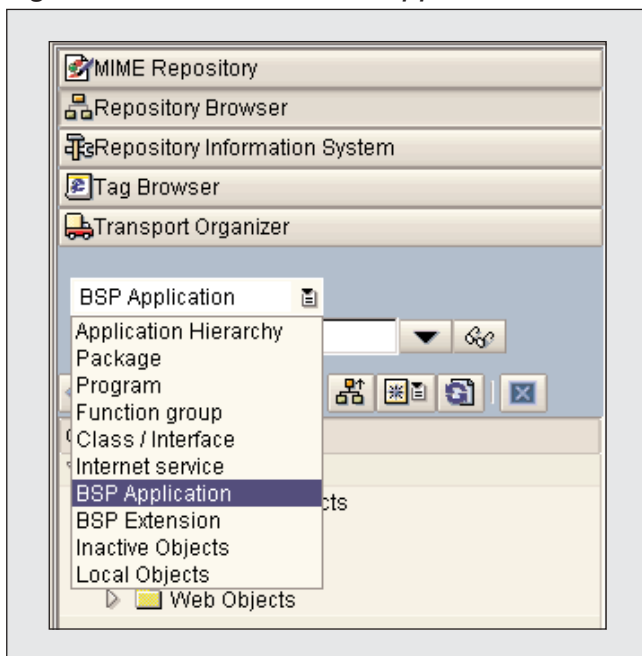 MIME Repository
Repository Browser
Repository Information System
Tag Browser
Transport Organizer
BSP Application
Application Hierarchy
Package
Program
Function group
Class / Interface
Internet service
BSP Application
BSP Extension
Inactive Objects
Local Objects
Web Objects